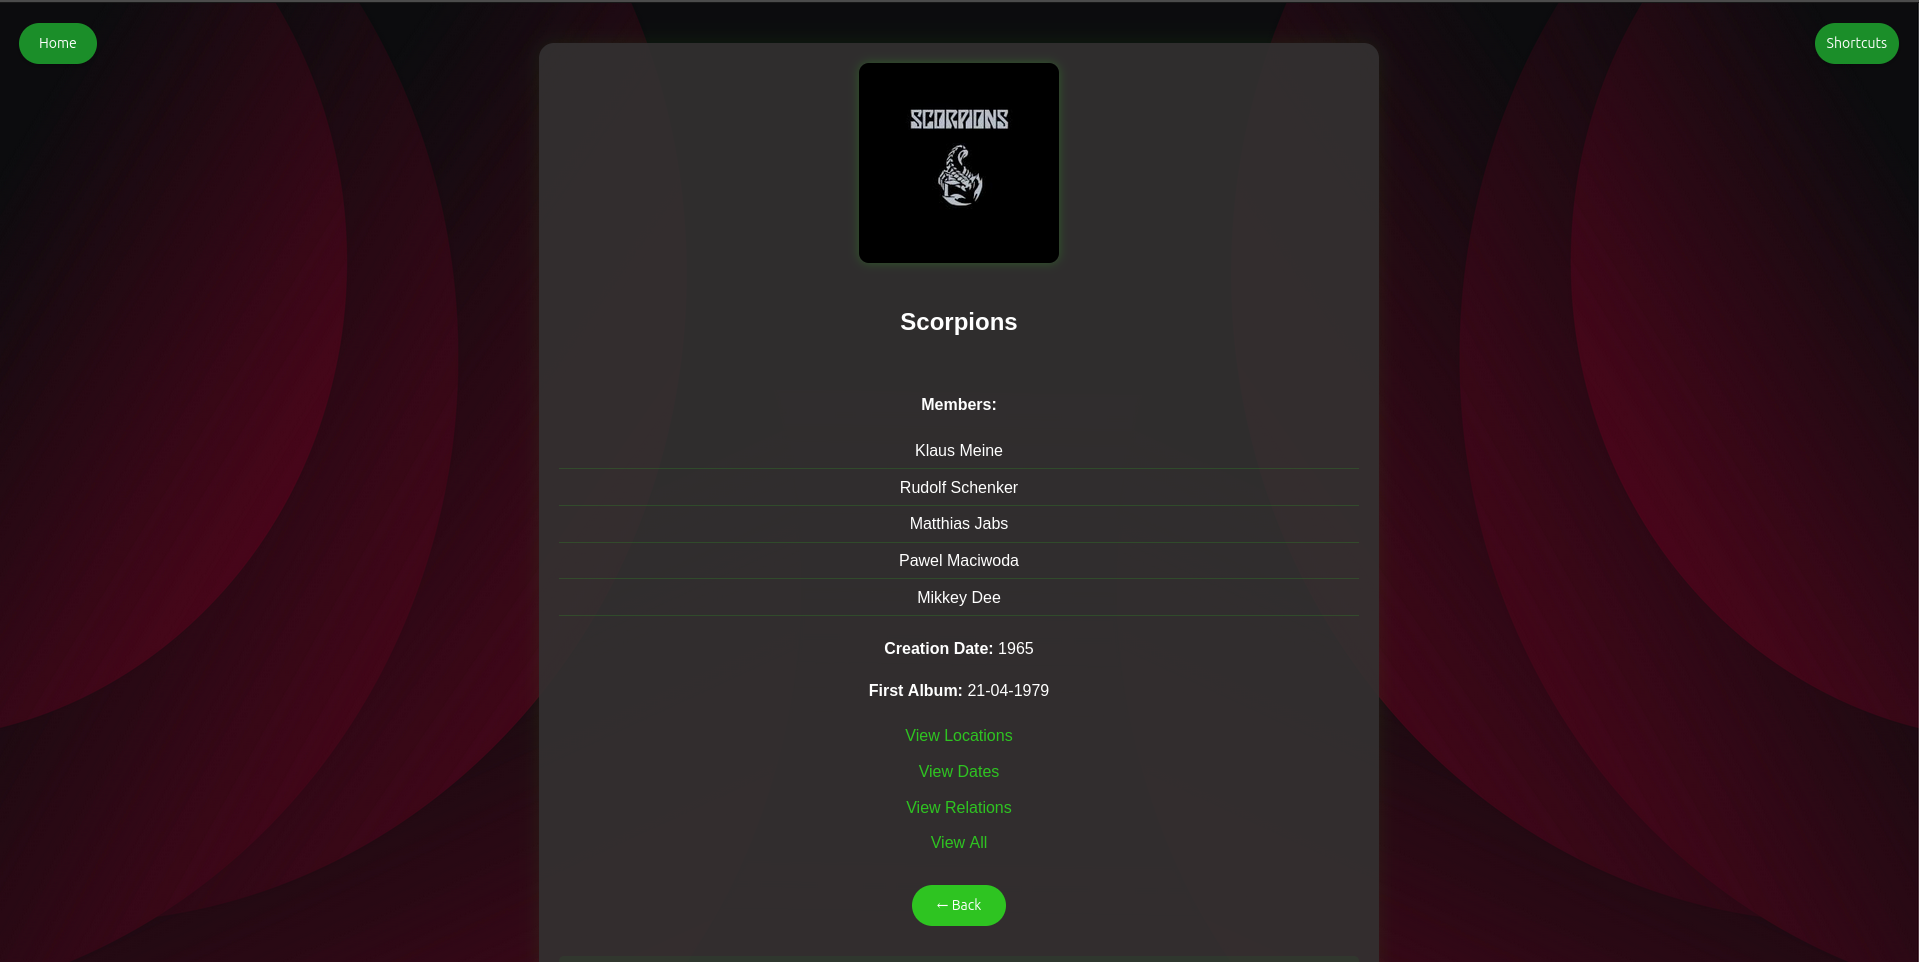 Home
Shortcuts
SCORPIONS
Scorpions
Members:
Klaus Meine
Rudolf Schenker
Matthias Jabs
Pawel Maciwoda
Mikkey Dee
Creation Date: 1965
First Album: 21-04-1979
View Locations
View Dates
View Relations
View All
← Back